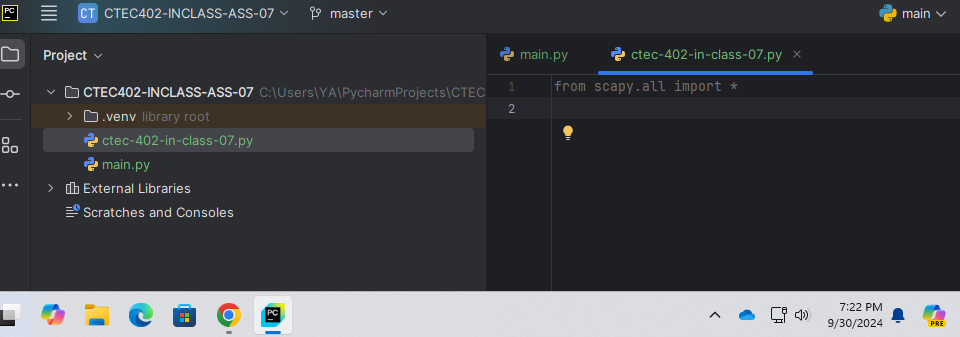 PC CT CTEC402-INCLASS-ASS-07 master main
Project main.py ctec-402-in-class-07.py
CTEC402-INCLASS-ASS-07 C:\Users\YA\PycharmProjects\CTEC
1 from scapy.all import *
.venv library root
2
ctec-402-in-class-07.py
main.py
External Libraries
Scratches and Consoles
PC
7:22 PM
9/30/2024
PRE